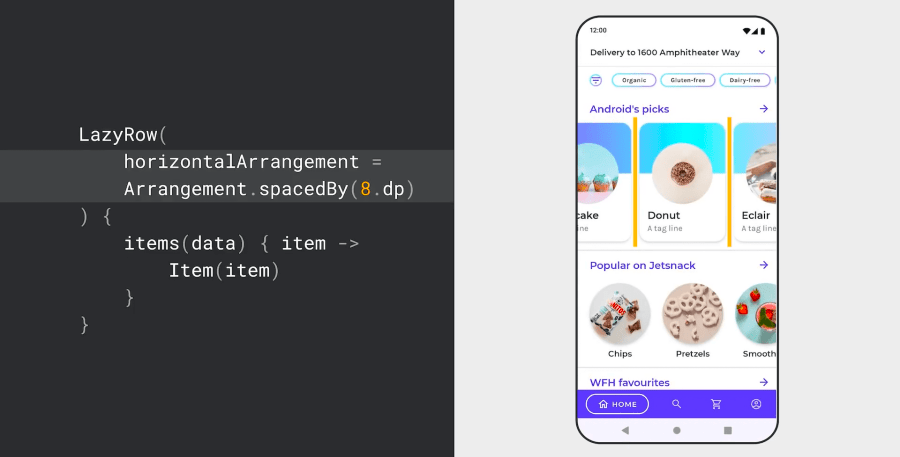 LazyRow(
horizontalArrangement =
Arrangement.spacedBy(8.dp)
) {
items(data) { item ->
Item(item)
}
}
12:00
Delivery to 1600 Amphitheater Way
Organic Gluten-free Dairy-free
Android's picks
cake Donut Eclair
line A tag line A tag line
Popular on Jetsnack
Chips Pretzels Smooth
WFH favourites
HOME